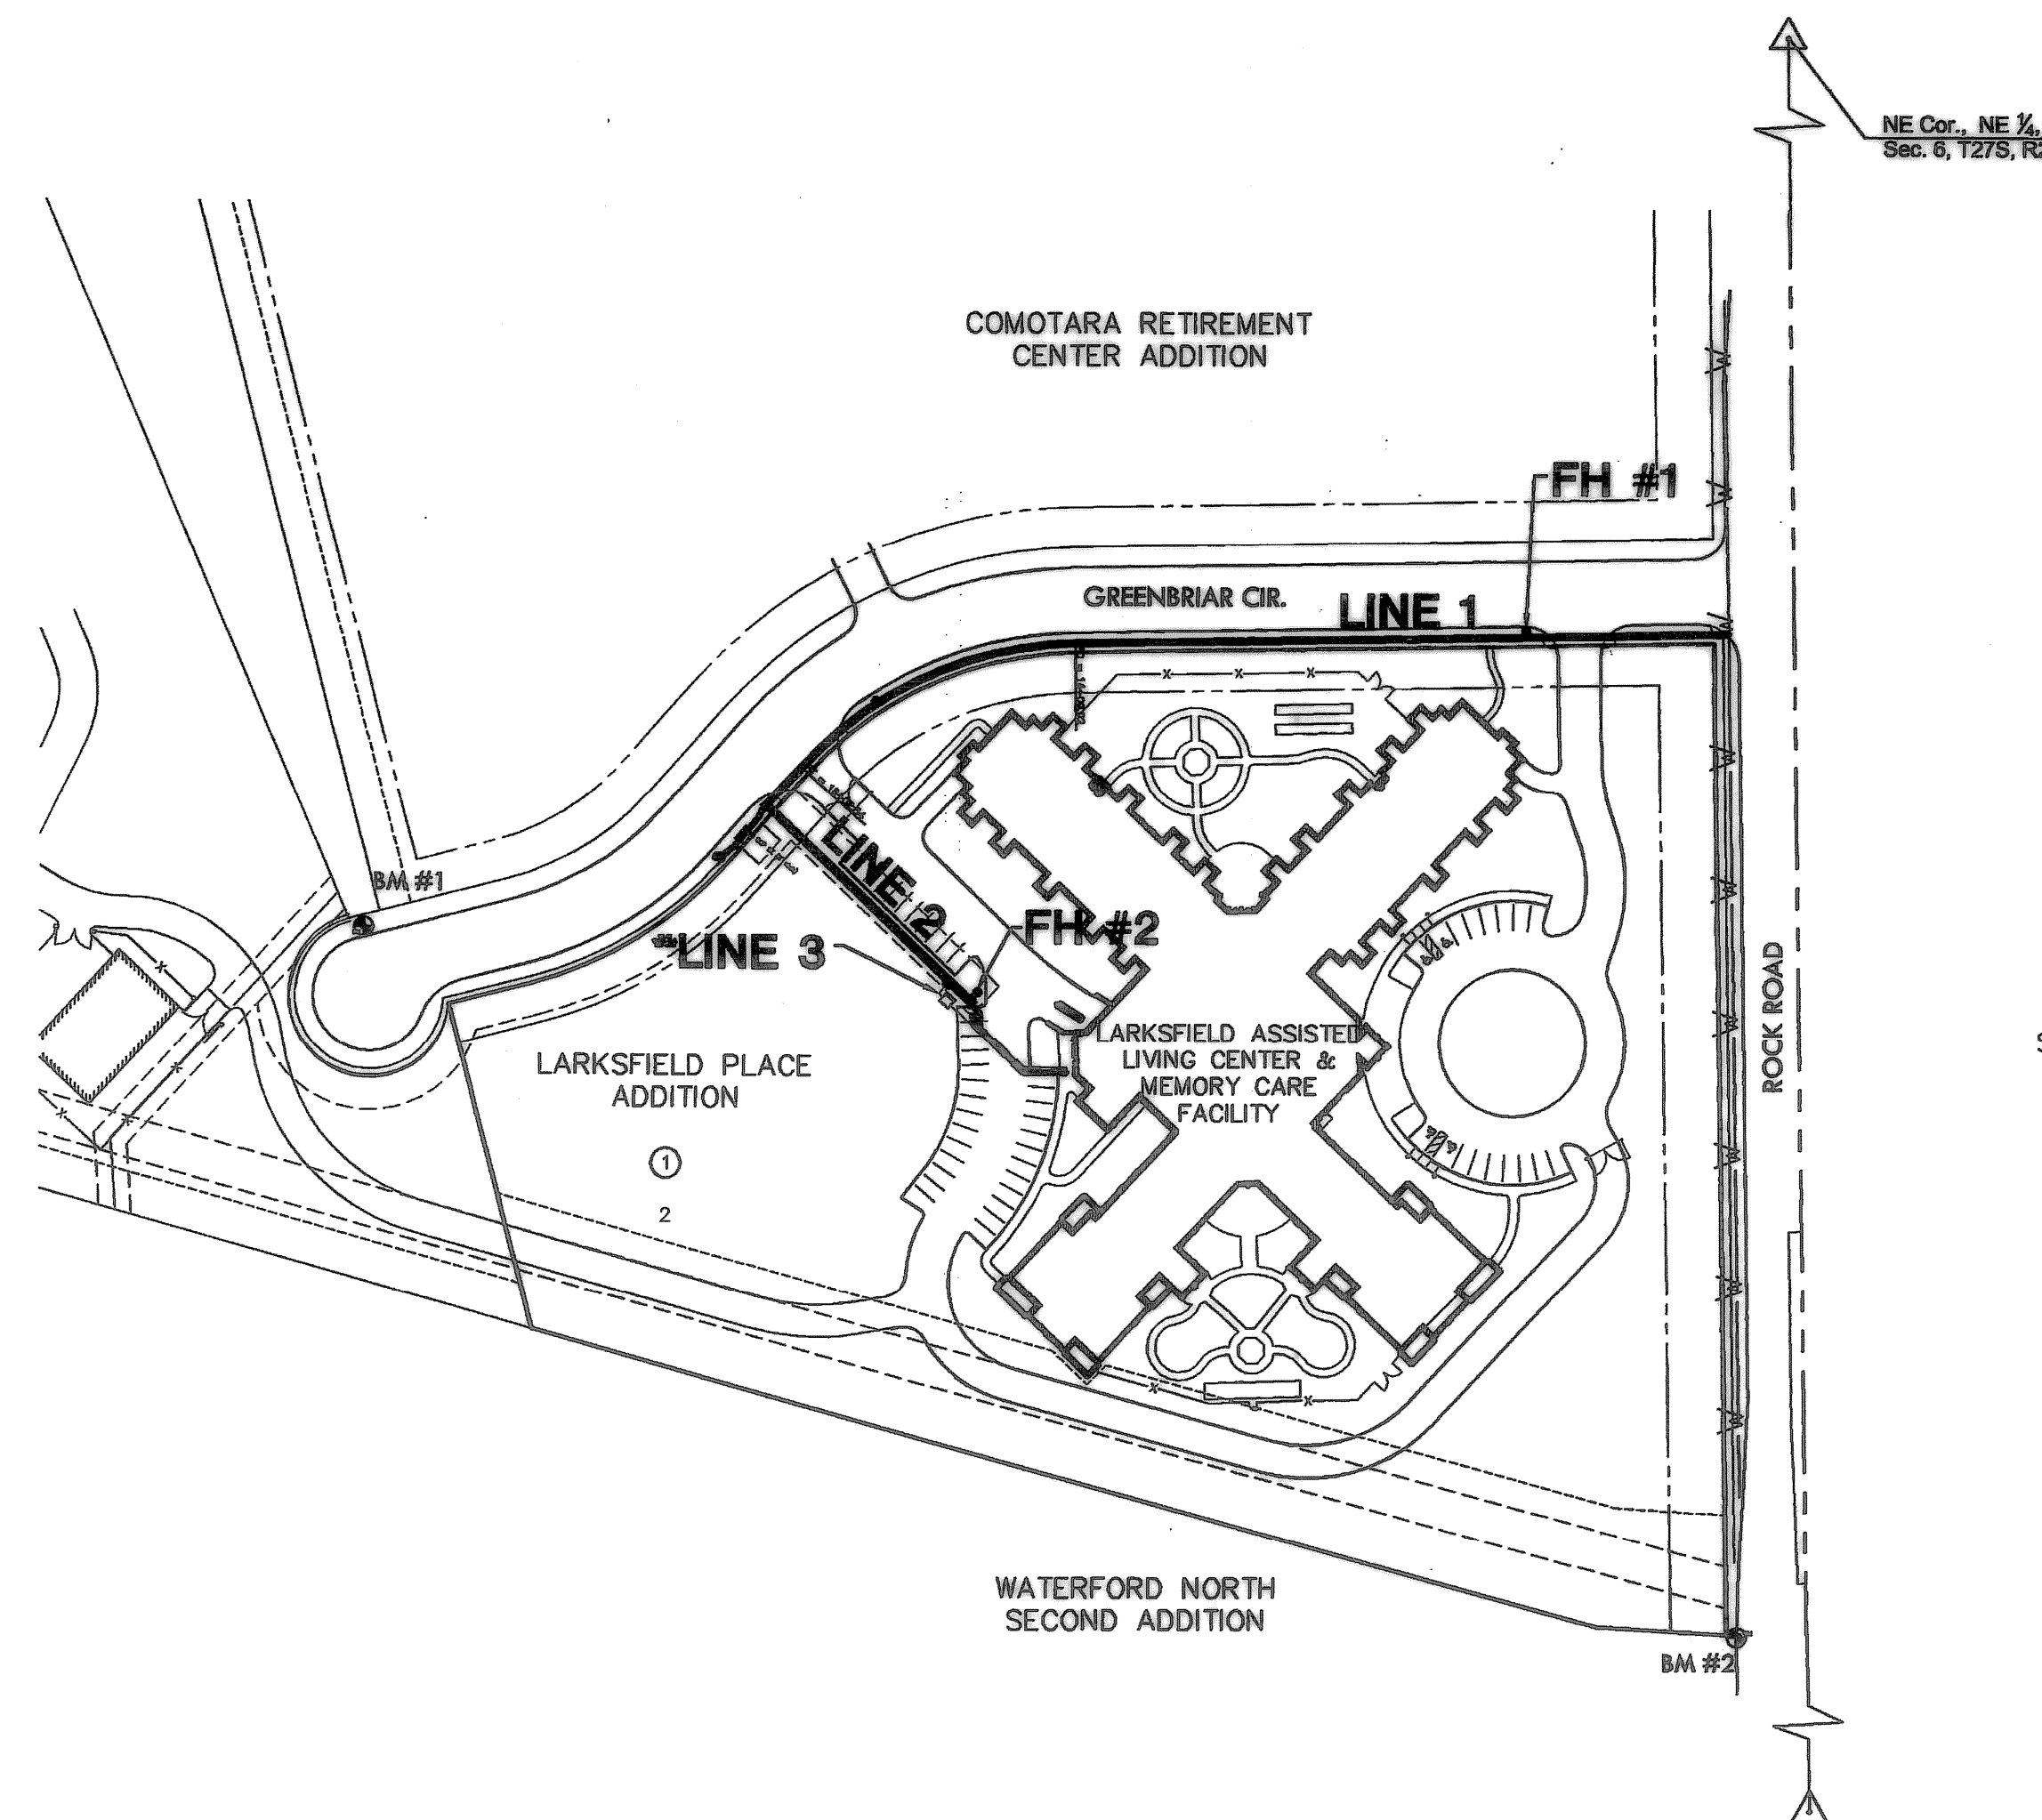 NE Cor., NE ¼,
Sec. 6, T27S, R2
COMOTARA RETIREMENT
CENTER ADDITION
FH #1
GREENBRIAR CIR.
LINE 1
W
W
W
W
W
W
W
W
W
LINE 2
BM #1
FH #2
LINE 3
ROCK ROAD
LARKSFIELD ASSISTED
LIVING CENTER &
MEMORY CARE
FACILITY
LARKSFIELD PLACE
ADDITION
1
2
WATERFORD NORTH
SECOND ADDITION
BM #2